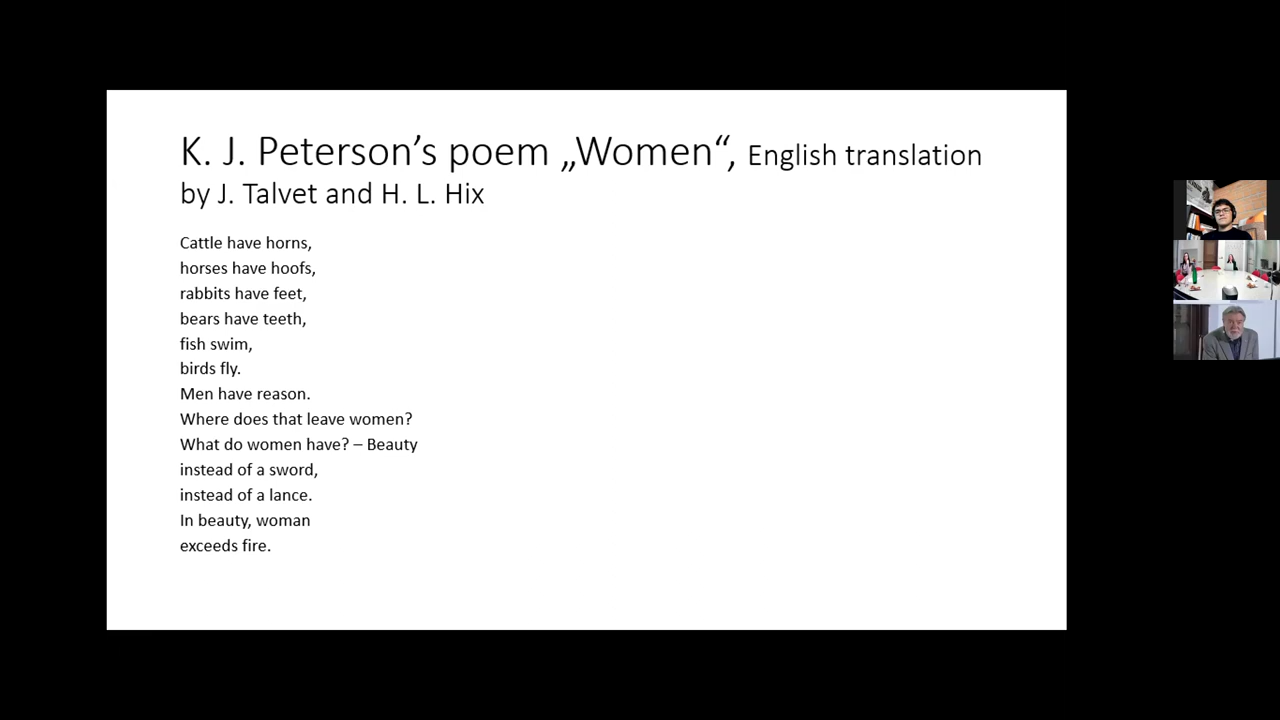 K. J. Peterson’s poem „Women“, English translation
by J. Talvet and H. L. Hix
Cattle have horns,
horses have hoofs,
rabbits have feet,
bears have teeth,
fish swim,
birds fly.
Men have reason.
Where does that leave women?
What do women have? – Beauty
instead of a sword,
instead of a lance.
In beauty, woman
exceeds fire.